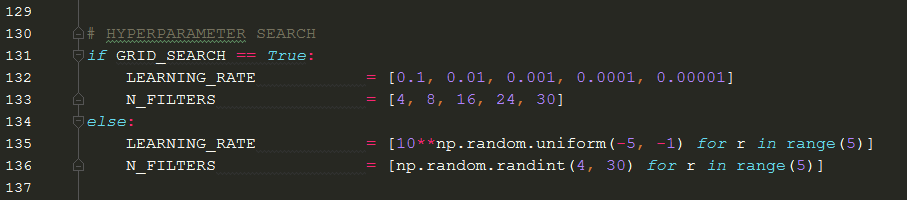 129
130 # HYPERPARAMETER SEARCH
131 if GRID_SEARCH == True:
132     LEARNING_RATE           = [0.1, 0.01, 0.001, 0.0001, 0.00001]
133     N_FILTERS               = [4, 8, 16, 24, 30]
134 else:
135     LEARNING_RATE           = [10**np.random.uniform(-5, -1) for r in range(5)]
136     N_FILTERS               = [np.random.randint(4, 30) for r in range(5)]
137